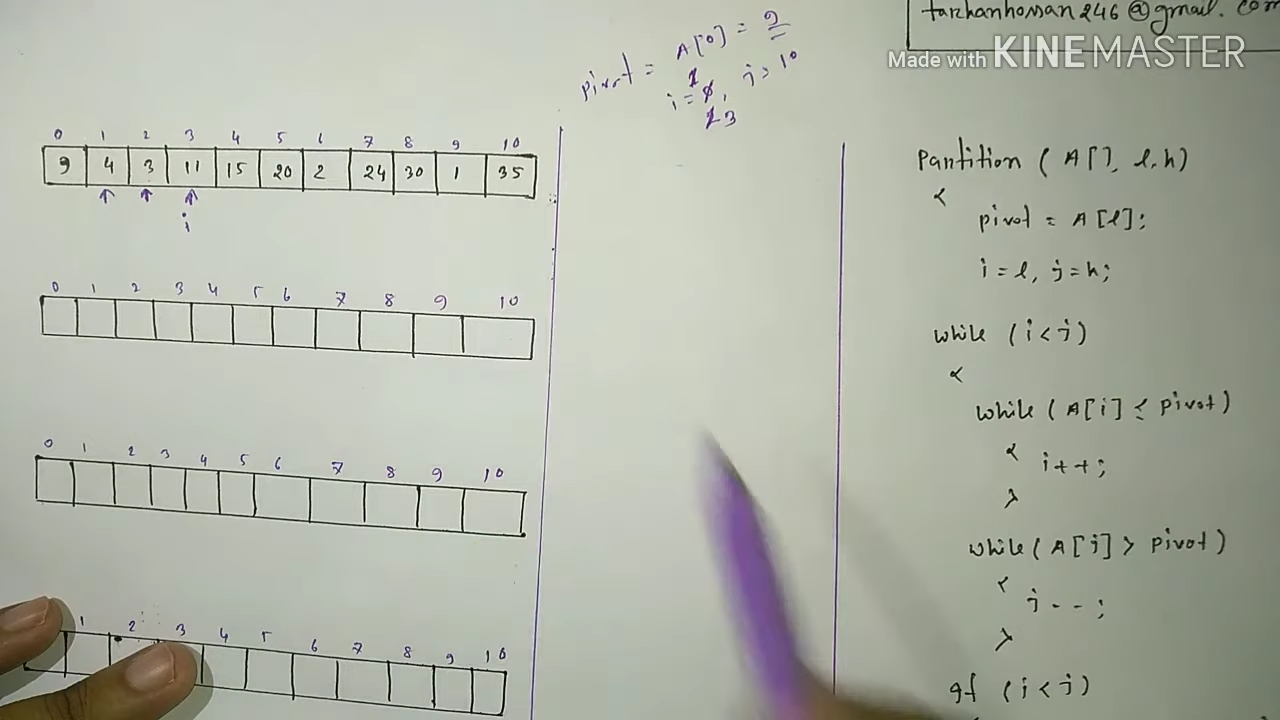 tarhanhossan246@gmail.com
Made with KINEMASTER
pivot = A[0] = 9
i = 0, j = 10
1
2 3
0 1 2 3 4 5 6 7 8 9 10
9 4 3 11 15 20 2 24 30 1 35
i
0 1 2 3 4 5 6 7 8 9 10
0 1 2 3 4 5 6 7 8 9 10
1 2 3 4 5 6 7 8 9 10
Partition ( A[], l, h)
{
pivot = A[l];
i = l, j = h;
while (i < j)
{
while ( A[i] ≤ pivot)
{
i++;
}
while ( A[j] > pivot)
{
j--;
}
if (i < j)